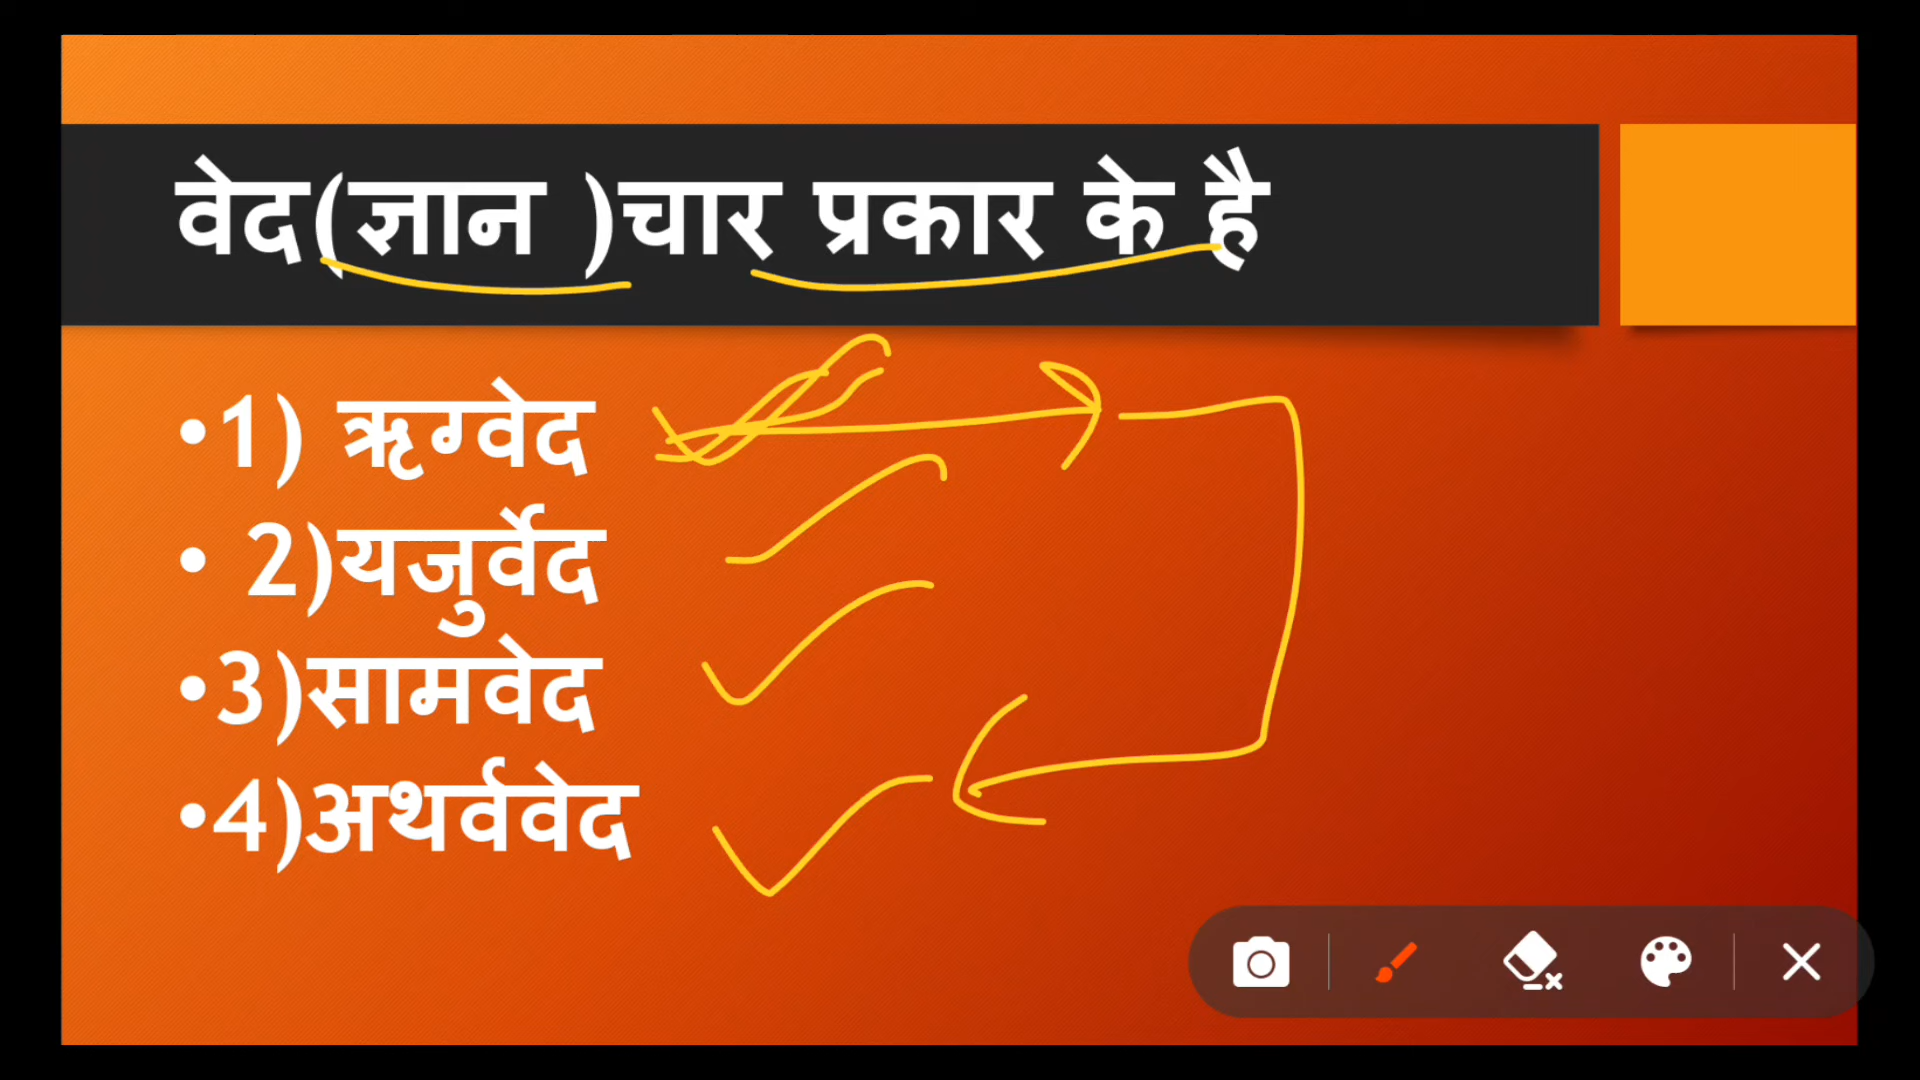 वेद(ज्ञान )चार प्रकार के है
•1) ऋग्वेद
• 2)यजुर्वेद
•3)सामवेद
•4)अथर्ववेद